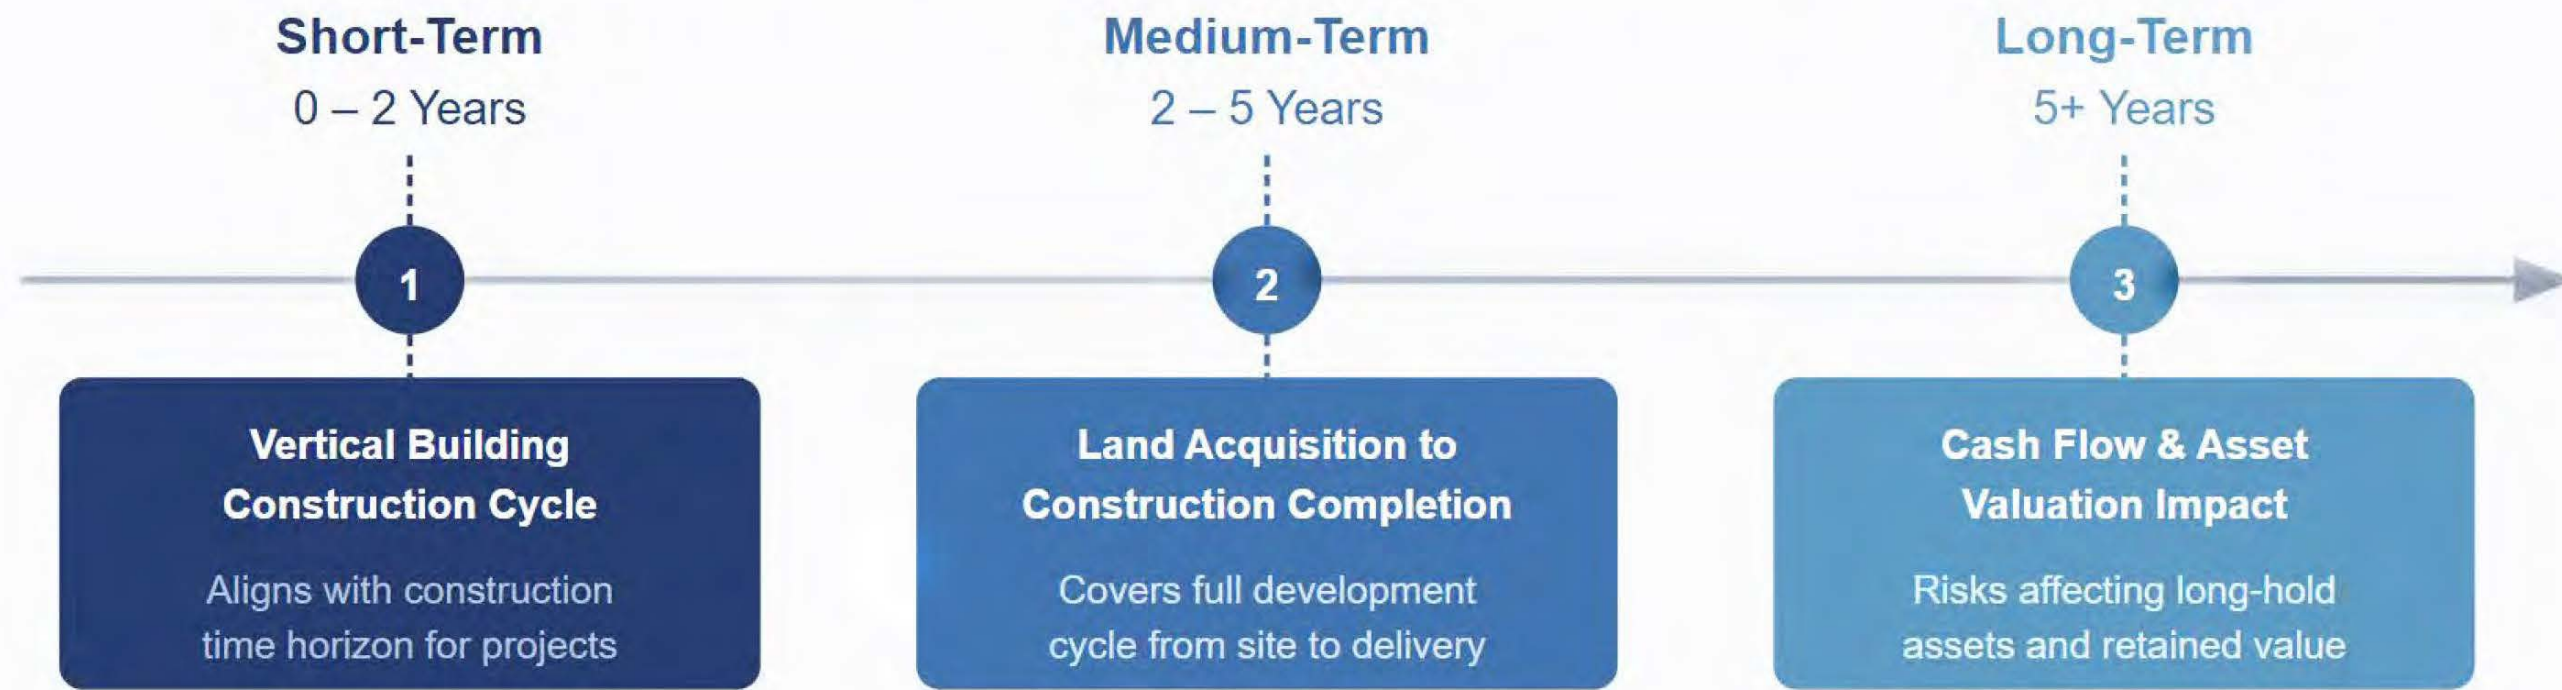 Short-Term
0 – 2 Years
1
Vertical Building
Construction Cycle
Aligns with construction
time horizon for projects
Medium-Term
2 – 5 Years
2
Land Acquisition to
Construction Completion
Covers full development
cycle from site to delivery
Long-Term
5+ Years
3
Cash Flow & Asset
Valuation Impact
Risks affecting long-hold
assets and retained value